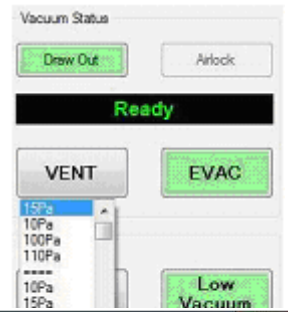 Vacuum Status
Draw Out
Airlock
Ready
VENT
EVAC
15Pa
10Pa
100Pa
110Pa
----
10Pa
15Pa
Low
Vacuum